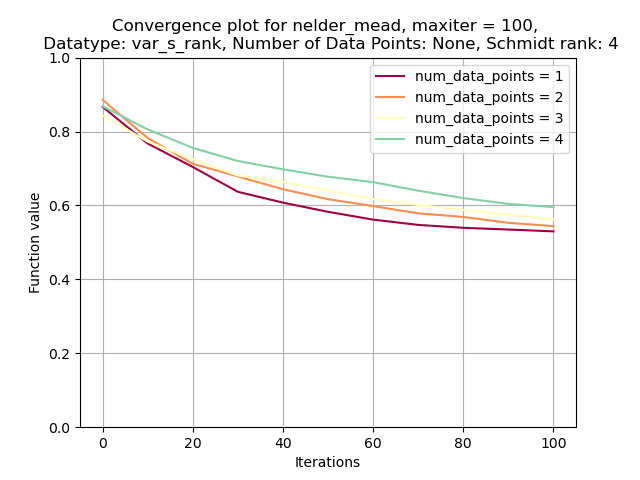 Convergence plot for nelder_mead, maxiter = 100,
Datatype: var_s_rank, Number of Data Points: None, Schmidt rank: 4
num_data_points = 1
num_data_points = 2
num_data_points = 3
num_data_points = 4
Function value
1.0
0.8
0.6
0.4
0.2
0.0
0 20 40 60 80 100
Iterations